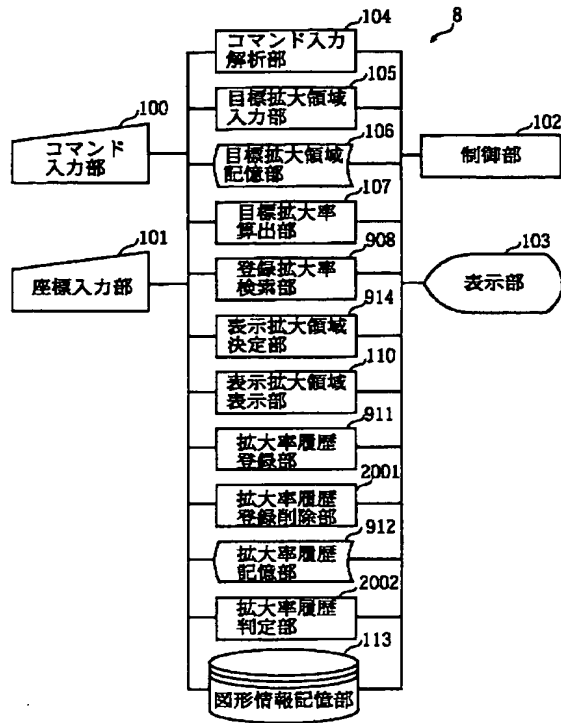 8
104
コマンド入力
解析部
105
目標拡大領域
入力部
100
コマンド
入力部
106
目標拡大領域
記憶部
102
制御部
107
目標拡大率
算出部
101
座標入力部
908
登録拡大率
検索部
103
表示部
914
表示拡大領域
決定部
110
表示拡大領域
表示部
911
拡大率履歴
登録部
2001
拡大率履歴
登録削除部
912
拡大率履歴
記憶部
2002
拡大率履歴
判定部
113
図形情報記憶部